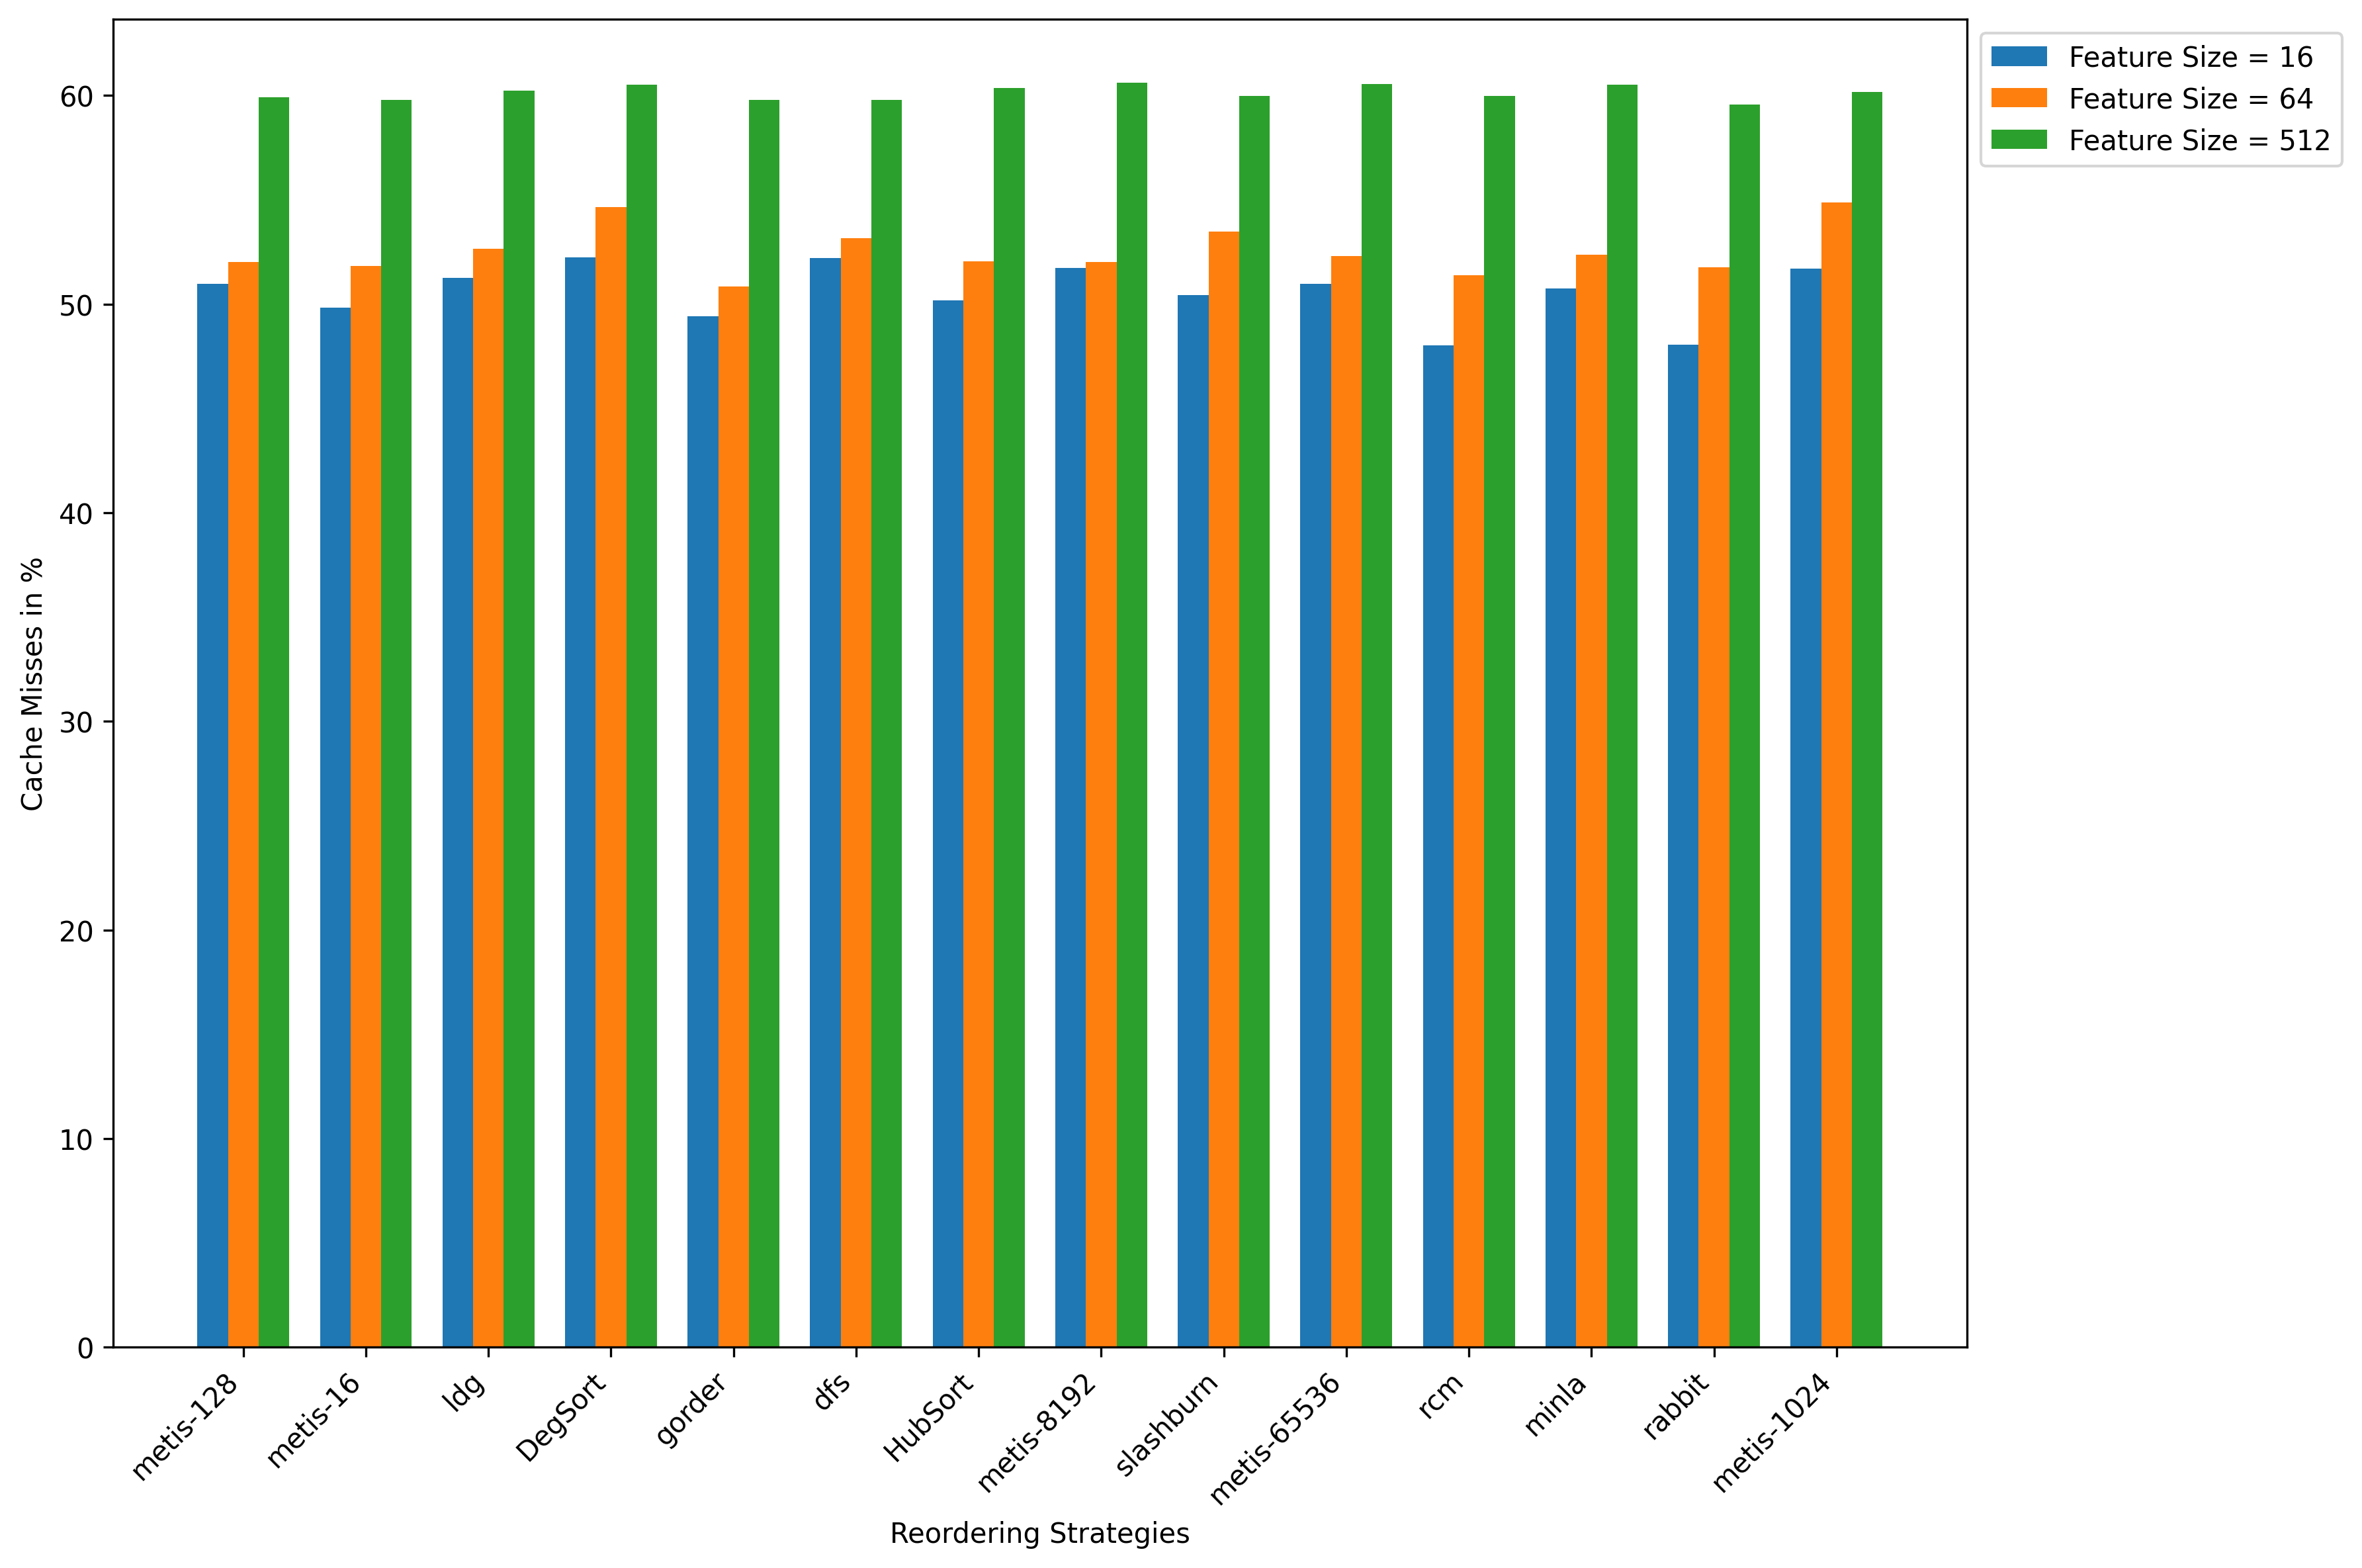 Feature Size = 16
Feature Size = 64
Feature Size = 512
60
50
40
30
20
10
0
Cache Misses in %
metis-128
metis-16
ldg
DegSort
gorder
dfs
HubSort
metis-8192
slashburn
metis-65536
rcm
minla
rabbit
metis-1024
Reordering Strategies